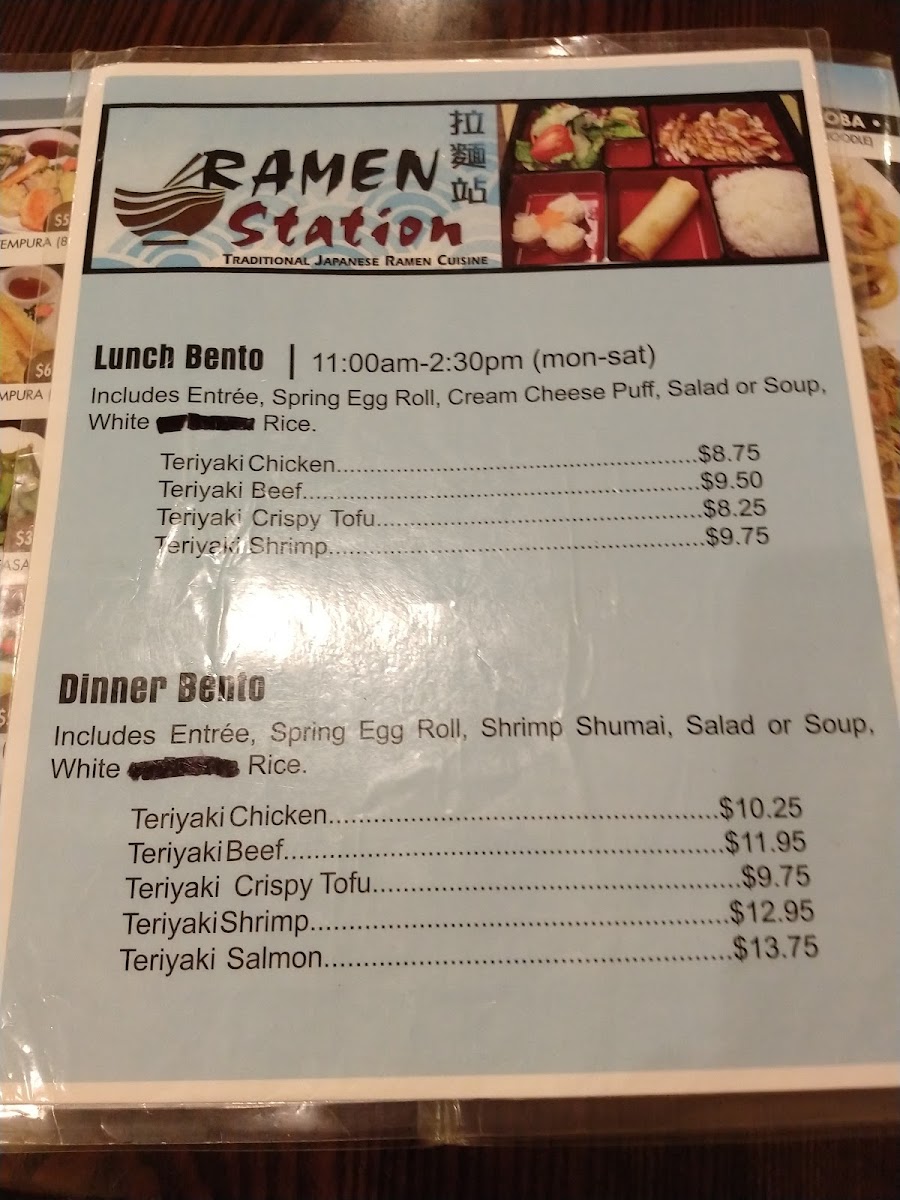 拉麵站
RAMEN
Station
TRADITIONAL JAPANESE RAMEN CUISINE
OBA •
Lunch Bento | 11:00am-2:30pm (mon-sat)
Includes Entrée, Spring Egg Roll, Cream Cheese Puff, Salad or Soup,
White Rice.
Teriyaki Chicken....................$8.75
Teriyaki Beef....................$9.50
Teriyaki Crispy Tofu....................$8.25
Teriyaki Shrimp....................$9.75
Dinner Bento
Includes Entrée, Spring Egg Roll, Shrimp Shumai, Salad or Soup,
White Rice.
Teriyaki Chicken....................$10.25
Teriyaki Beef....................$11.95
Teriyaki Crispy Tofu....................$9.75
Teriyaki Shrimp....................$12.95
Teriyaki Salmon....................$13.75